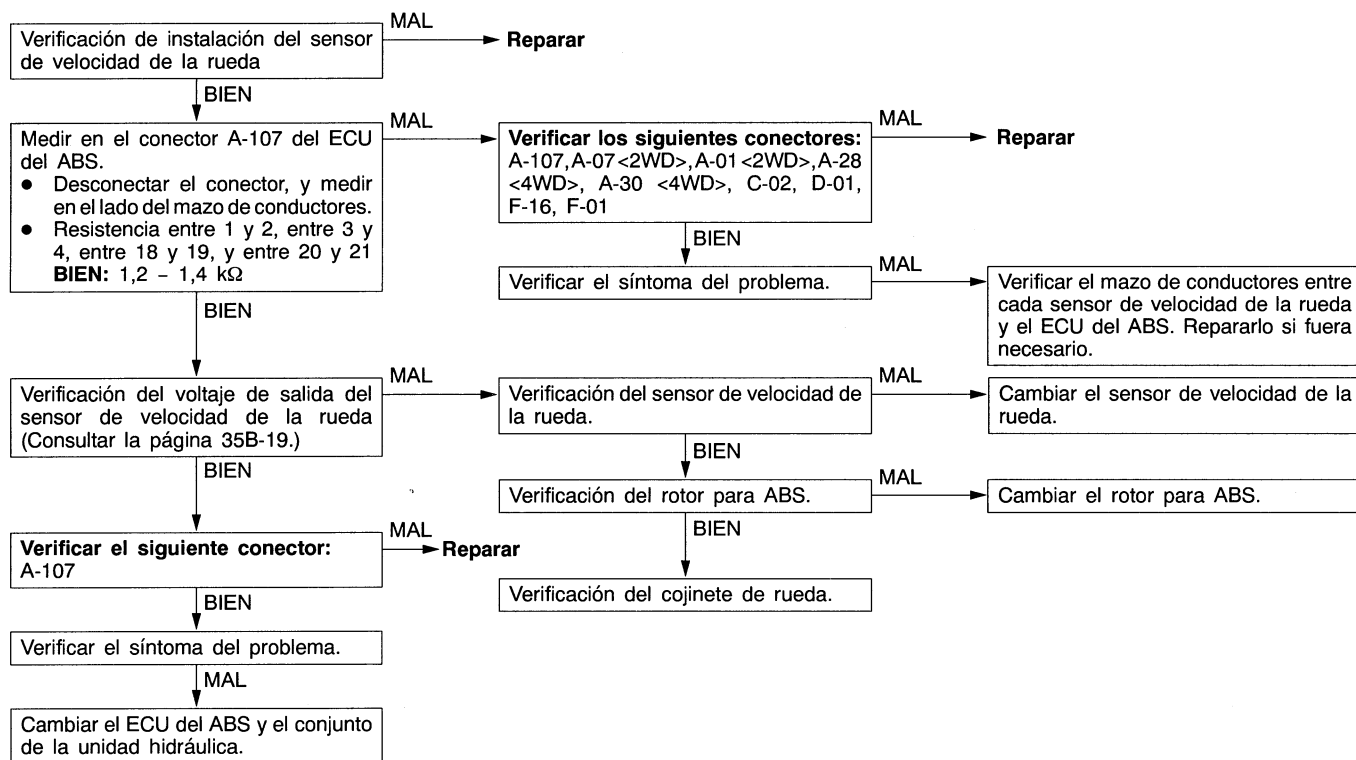 Verificación de instalación del sensor
de velocidad de la rueda
MAL
Reparar
BIEN
Medir en el conector A-107 del ECU
del ABS.
● Desconectar el conector, y medir
en el lado del mazo de conductores.
● Resistencia entre 1 y 2, entre 3 y
4, entre 18 y 19, y entre 20 y 21
BIEN: 1,2 – 1,4 kΩ
MAL
Verificar los siguientes conectores:
A-107, A-07 <2WD>, A-01 <2WD>, A-28
<4WD>, A-30 <4WD>, C-02, D-01,
F-16, F-01
MAL
Reparar
BIEN
Verificar el síntoma del problema.
MAL
Verificar el mazo de conductores entre
cada sensor de velocidad de la rueda
y el ECU del ABS. Repararlo si fuera
necesario.
BIEN
Verificación del voltaje de salida del
sensor de velocidad de la rueda
(Consultar la página 35B-19.)
MAL
Verificación del sensor de velocidad de
la rueda.
MAL
Cambiar el sensor de velocidad de la
rueda.
BIEN
Verificación del rotor para ABS.
MAL
Cambiar el rotor para ABS.
BIEN
Verificación del cojinete de rueda.
BIEN
Verificar el siguiente conector:
A-107
MAL
Reparar
BIEN
Verificar el síntoma del problema.
MAL
Cambiar el ECU del ABS y el conjunto
de la unidad hidráulica.